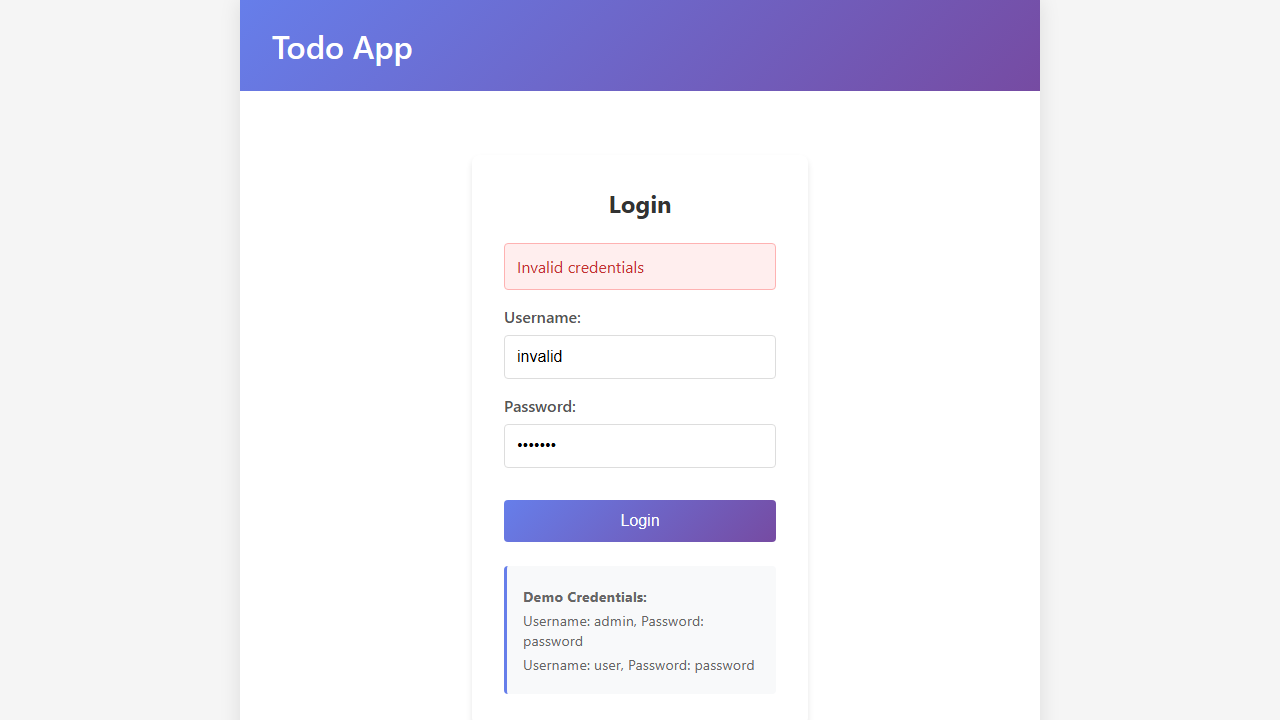 Todo App
Login
Invalid credentials
Username:
invalid
Password:
•••••••
Login
Demo Credentials:
Username: admin, Password:
password
Username: user, Password: password